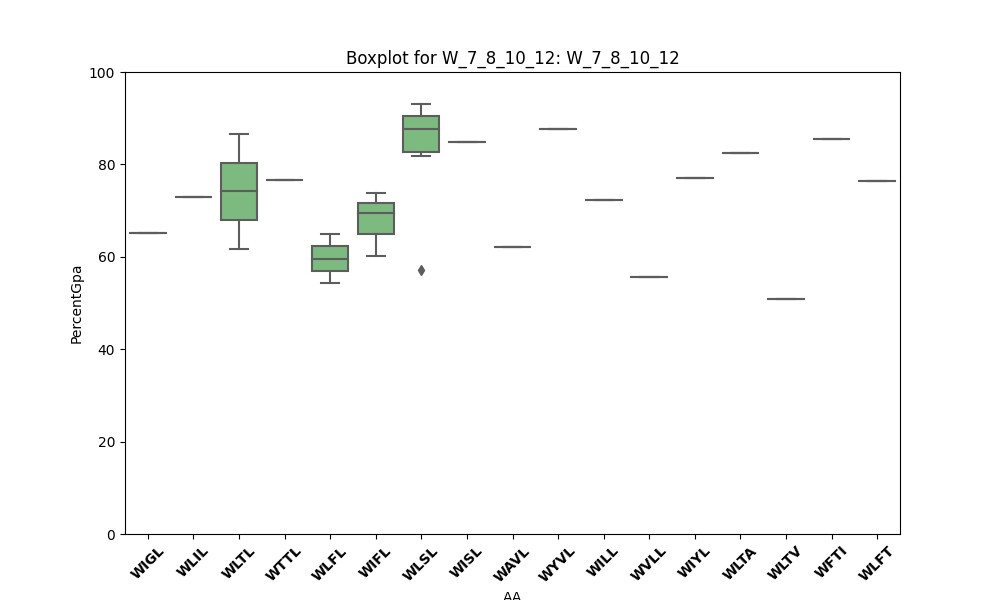 Boxplot for W_7_8_10_12: W_7_8_10_12
100
80
60
40
20
0
PercentGpa
WIGL
WLIL
WLTL
WTTL
WLFL
WIFL
WLSL
WISL
WAVL
WYVL
WILL
WVLL
WIYL
WLTA
WLTV
WFTI
WLFT
AA